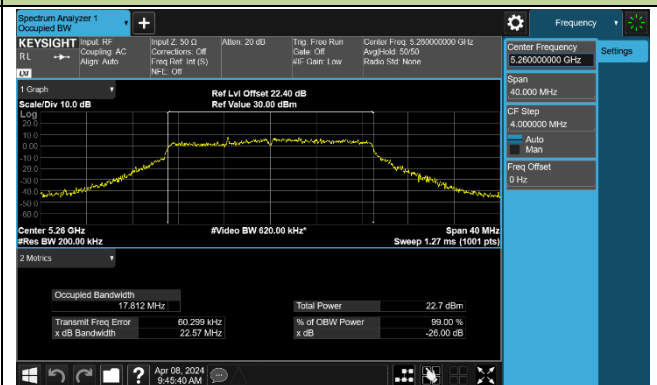 Spectrum Analyzer 1
Occupied BW
+
Frequency
KEYSIGHT
Input: RF
Coupling: AC
Align: Auto
Input Z: 50 Ω
Corrections: Off
Freq Ref: Int (S)
NFE: Off
Atten: 20 dB
Trig: Free Run
Gate: Off
#IF Gain: Low
Center Freq: 5.260000000 GHz
Avg|Hold: 50/50
Radio Std: None
RL
LXI
Center Frequency
5.260000000 GHz
Settings
Span
40.000 MHz
CF Step
4.000000 MHz
Auto
Man
Freq Offset
0 Hz
1 Graph
Scale/Div 10.0 dB
Ref Lvl Offset 22.40 dB
Ref Value 30.00 dBm
Log
20.0
10.0
0.00
-10.0
-20.0
-30.0
-40.0
-50.0
-60.0
Center 5.26 GHz
#Video BW 620.00 kHz*
Span 40 MHz
#Res BW 200.00 kHz
Sweep 1.27 ms (1001 pts)
2 Metrics
Occupied Bandwidth
17.812 MHz
Total Power
22.7 dBm
Transmit Freq Error
60.299 kHz
% of OBW Power
99.00 %
x dB Bandwidth
22.57 MHz
x dB
-26.00 dB
?
Apr 08, 2024
9:45:40 AM